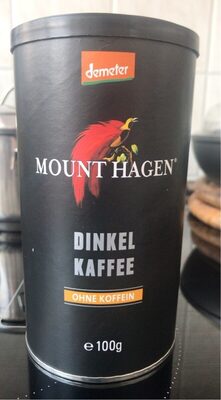 demeter
MOUNT HAGEN®
DINKEL
KAFFEE
OHNE KOFFEIN
e 100g